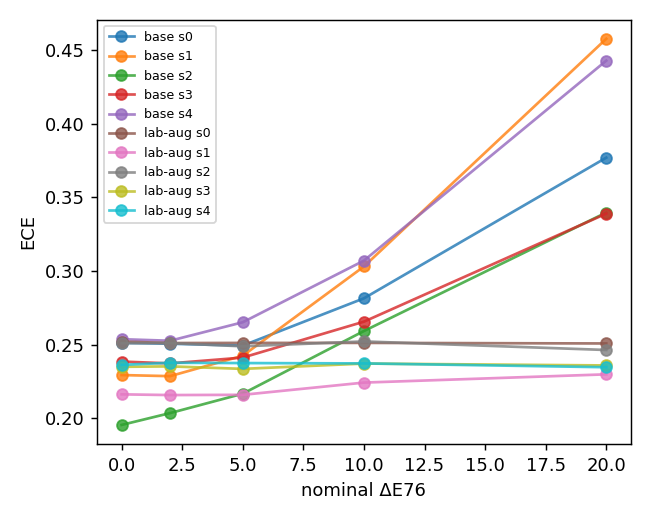 base s0
base s1
base s2
base s3
base s4
lab-aug s0
lab-aug s1
lab-aug s2
lab-aug s3
lab-aug s4
0.45
0.40
0.35
0.30
0.25
0.20
ECE
0.0 2.5 5.0 7.5 10.0 12.5 15.0 17.5 20.0
nominal ΔE76